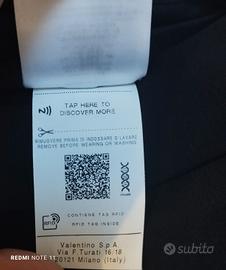 TAP HERE TO
DISCOVER MORE
RIMUOVERE PRIMA DI INDOSSARE O LAVARE
REMOVE BEFORE WEARING OR WASHING
CONTIENE TAG RFID
RFID TAG INSIDE
Valentino S.p.A.
Via F.Turati 16/18
20121 Milano (Italy)
REDMI NOTE 11
subito